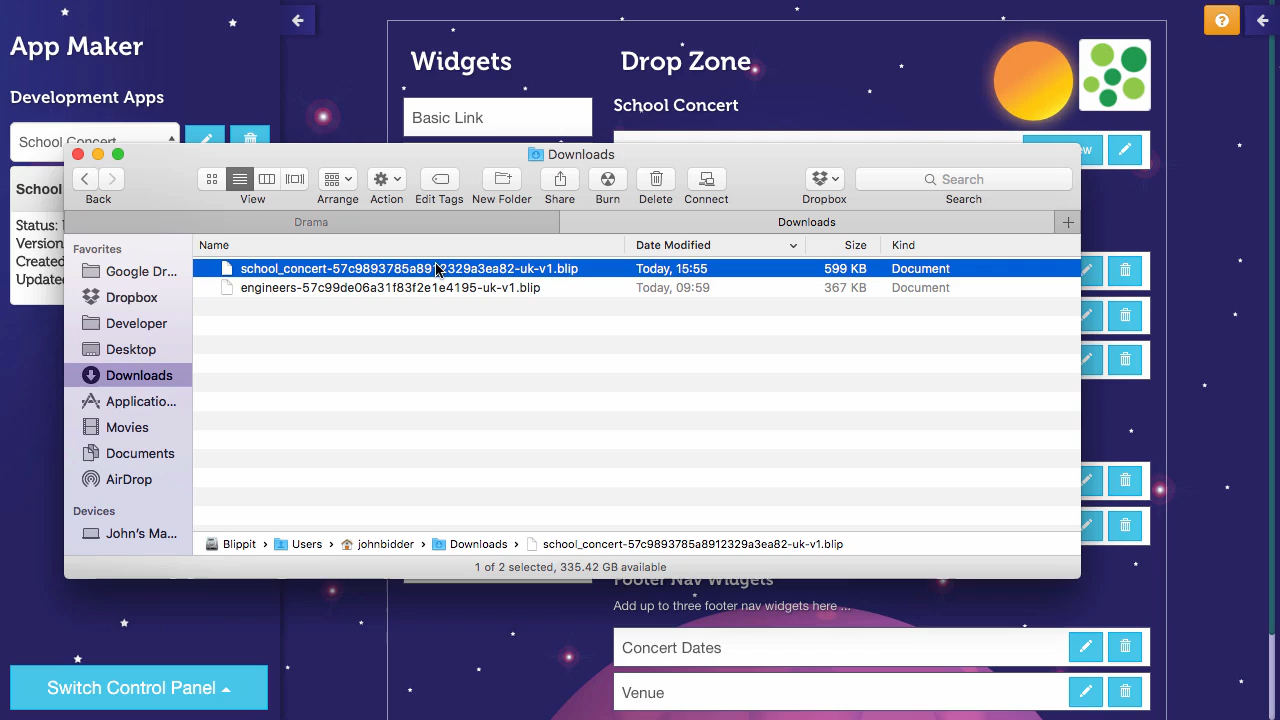 App Maker
Development Apps
School Concert
School
Status:
Version
Created
Update
Switch Control Panel
Widgets
Basic Link
Drop Zone
School Concert
Downloads
Back
View
Arrange
Action
Edit Tags
New Folder
Share
Burn
Delete
Connect
Dropbox
Search
Search
Drama
Downloads
Favorites
Google Dr...
Dropbox
Developer
Desktop
Downloads
Applicatio...
Movies
Documents
AirDrop
Devices
John's Ma...
Name Date Modified Size Kind
school_concert-57c9893785a8912329a3ea82-uk-v1.blip Today, 15:55 599 KB Document
engineers-57c99de06a31f83f2e1e4195-uk-v1.blip Today, 09:59 367 KB Document
Blippit › Users › johnbidder › Downloads › school_concert-57c9893785a8912329a3ea82-uk-v1.blip
1 of 2 selected, 335.42 GB available
Footer Nav Widgets
Add up to three footer nav widgets here ...
Concert Dates
Venue